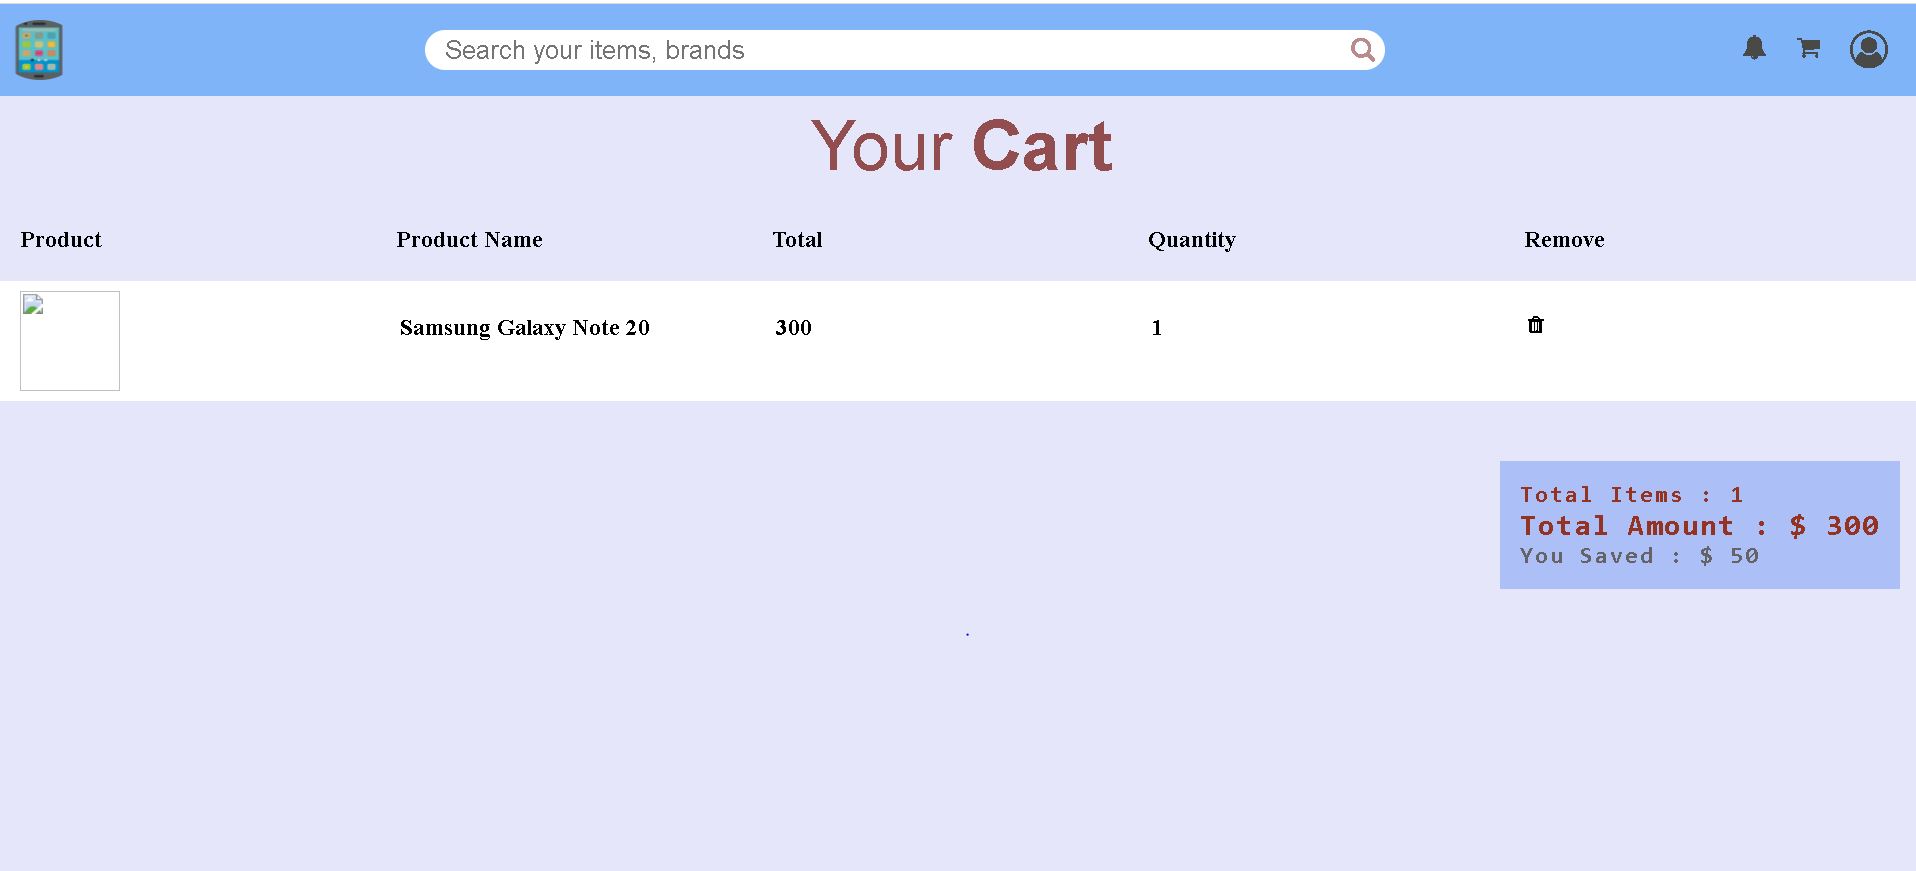 Search your items, brands
Your Cart
Product Product Name Total Quantity Remove
Samsung Galaxy Note 20 300 1
Total Items : 1
Total Amount : $ 300
You Saved : $ 50